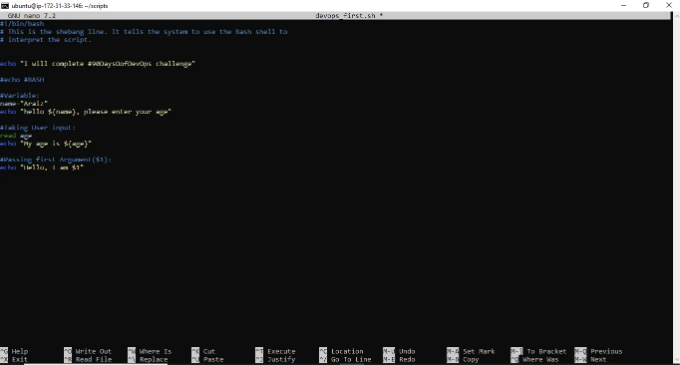 ubuntu@ip-172-31-33-146: ~/scripts
GNU nano 7.2 devops_first.sh *
#!/bin/bash
# This is the shebang line. It tells the system to use the Bash shell to
# interpret the script.
echo "I will complete #90DaysOofDevOps challenge"
#echo #BASH
#Variable:
name="Araiz"
echo "hello ${name}, please enter your age"
#Taking User input:
read age
echo "My age is ${age}"
#Passing first Argument($1):
echo "Hello, I am $1"
^G Help ^O Write Out ^W Where Is ^K Cut ^T Execute ^C Location M-U Undo M-A Set Mark M-] To Bracket M-Q Previous
^X Exit ^R Read File ^\ Replace ^U Paste ^J Justify ^/ Go To Line M-E Redo M-6 Copy ^Q Where Was M-W Next